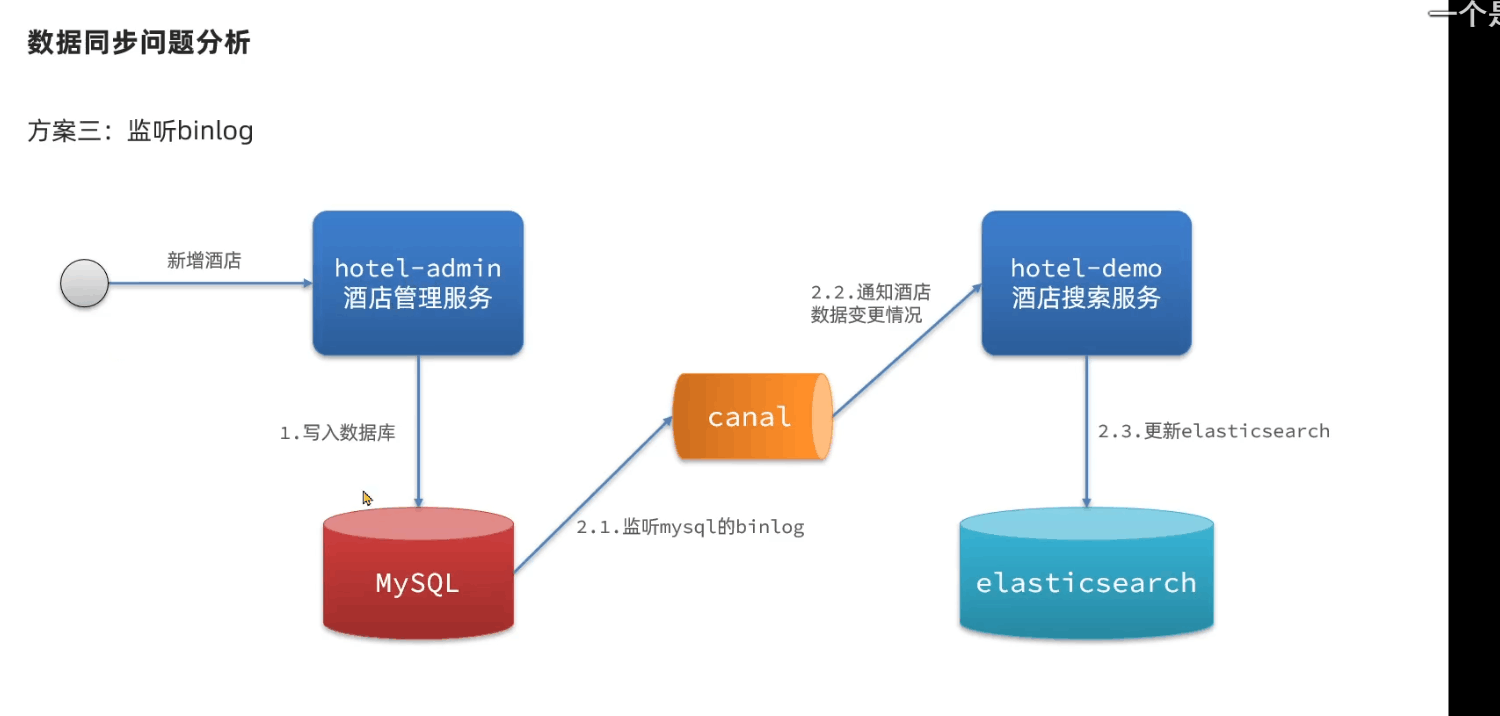 一个是
数据同步问题分析
方案三：监听binlog
新增酒店
hotel-admin
酒店管理服务
2.2.通知酒店
数据变更情况
hotel-demo
酒店搜索服务
1.写入数据库
canal
2.3.更新elasticsearch
2.1.监听mysql的binlog
MySQL
elasticsearch